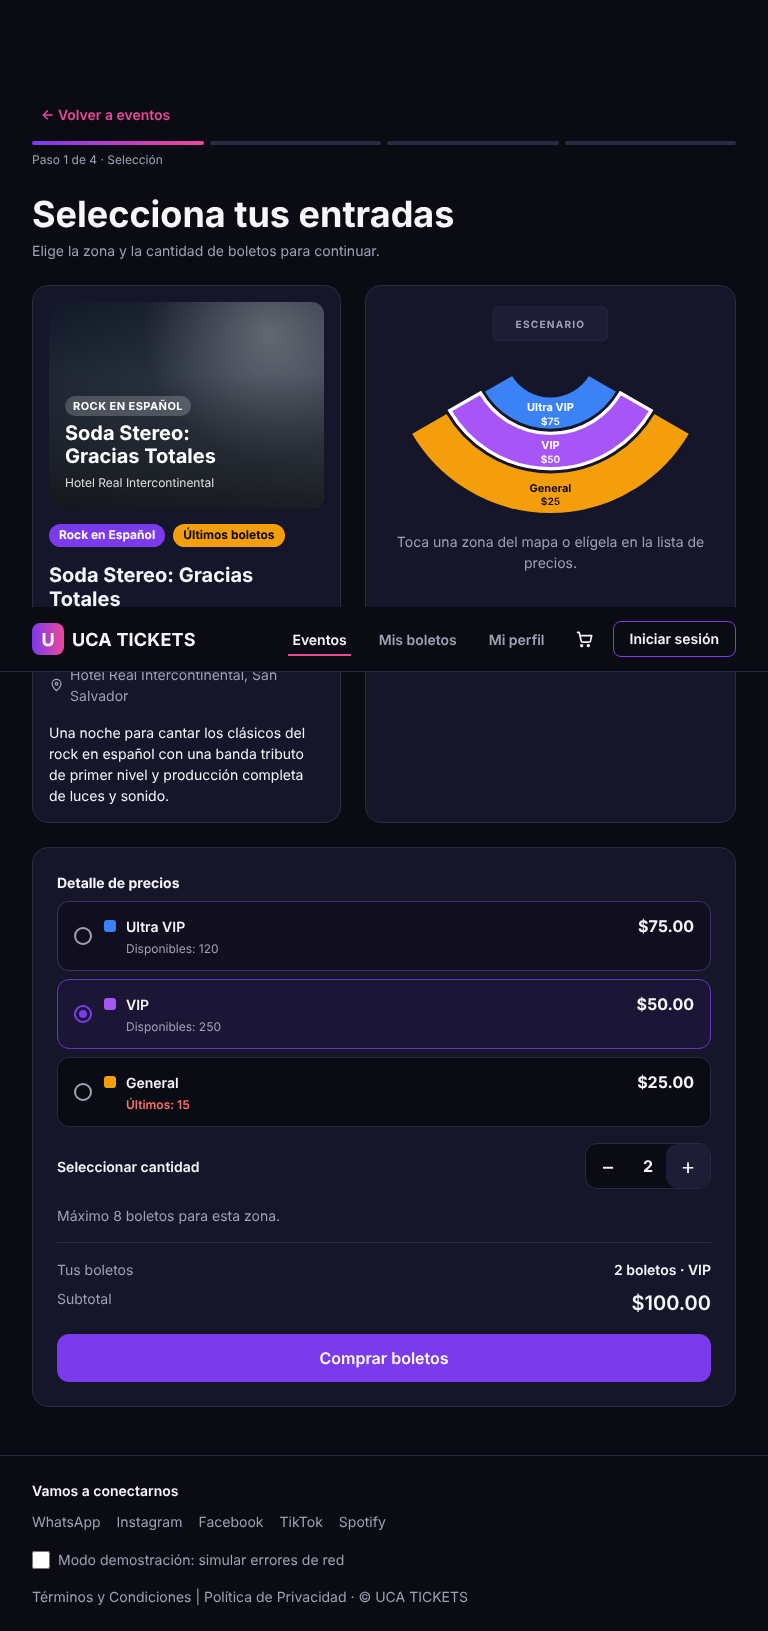 ← Volver a eventos
Paso 1 de 4 · Selección
Selecciona tus entradas
Elige la zona y la cantidad de boletos para continuar.
ROCK EN ESPAÑOL
Soda Stereo:
Gracias Totales
Hotel Real Intercontinental
Rock en Español
Últimos boletos
Soda Stereo: Gracias
Totales
ESCENARIO
Ultra VIP
$75
VIP
$50
General
$25
Toca una zona del mapa o elígela en la lista de
precios.
U UCA TICKETS
Eventos
Mis boletos
Mi perfil
Iniciar sesión
Hotel Real Intercontinental, San
Salvador
Una noche para cantar los clásicos del
rock en español con una banda tributo
de primer nivel y producción completa
de luces y sonido.
Detalle de precios
Ultra VIP $75.00
Disponibles: 120
VIP $50.00
Disponibles: 250
General $25.00
Últimos: 15
Seleccionar cantidad − 2 +
Máximo 8 boletos para esta zona.
Tus boletos 2 boletos · VIP
Subtotal $100.00
Comprar boletos
Vamos a conectarnos
WhatsApp Instagram Facebook TikTok Spotify
Modo demostración: simular errores de red
Términos y Condiciones | Política de Privacidad · © UCA TICKETS